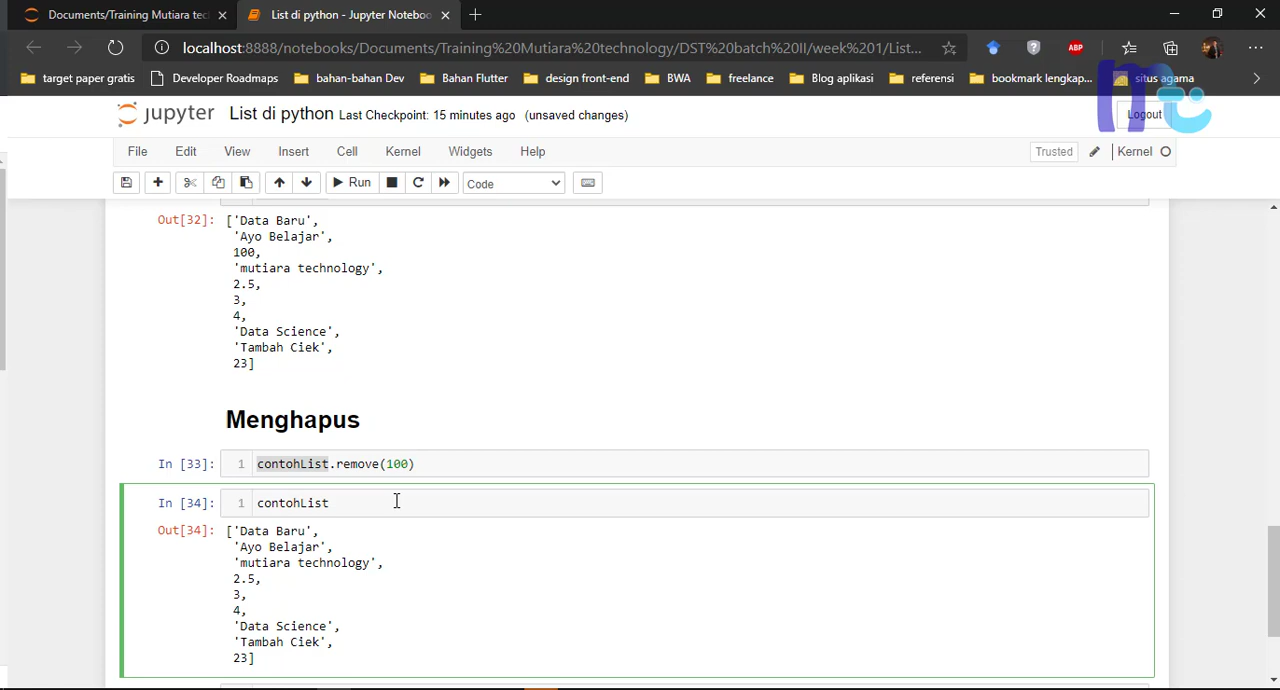 Documents/Training Mutiara tec
List di python - Jupyter Noteboo
localhost:8888/notebooks/Documents/Training%20Mutiara%20technology/DST%20batch%20II/week%201/List...
ABP
target paper gratis
Developer Roadmaps
bahan-bahan Dev
Bahan Flutter
design front-end
BWA
freelance
Blog aplikasi
referensi
bookmark lengkap...
situs agama
jupyter List di python Last Checkpoint: 15 minutes ago (unsaved changes)
Logout
File Edit View Insert Cell Kernel Widgets Help
Trusted Kernel
Run Code
Out[32]: ['Data Baru',
'Ayo Belajar',
100,
'mutiara technology',
2.5,
3,
4,
'Data Science',
'Tambah Ciek',
23]
Menghapus
In [33]: 1 contohList.remove(100)
In [34]: 1 contohList
Out[34]: ['Data Baru',
'Ayo Belajar',
'mutiara technology',
2.5,
3,
4,
'Data Science',
'Tambah Ciek',
23]